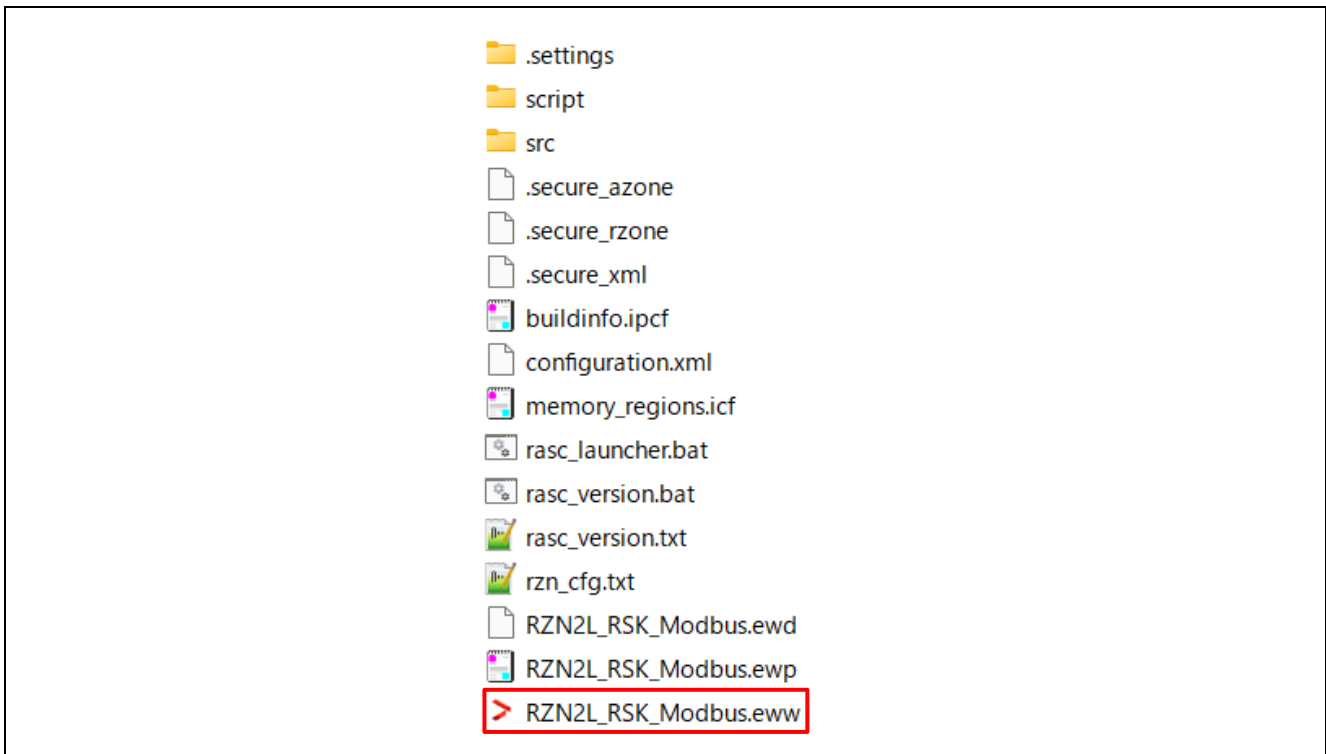 .settings
script
src
.secure_azone
.secure_rzone
.secure_xml
buildinfo.ipcf
configuration.xml
memory_regions.icf
rasc_launcher.bat
rasc_version.bat
rasc_version.txt
rzn_cfg.txt
RZN2L_RSK_Modbus.ewd
RZN2L_RSK_Modbus.ewp
RZN2L_RSK_Modbus.eww